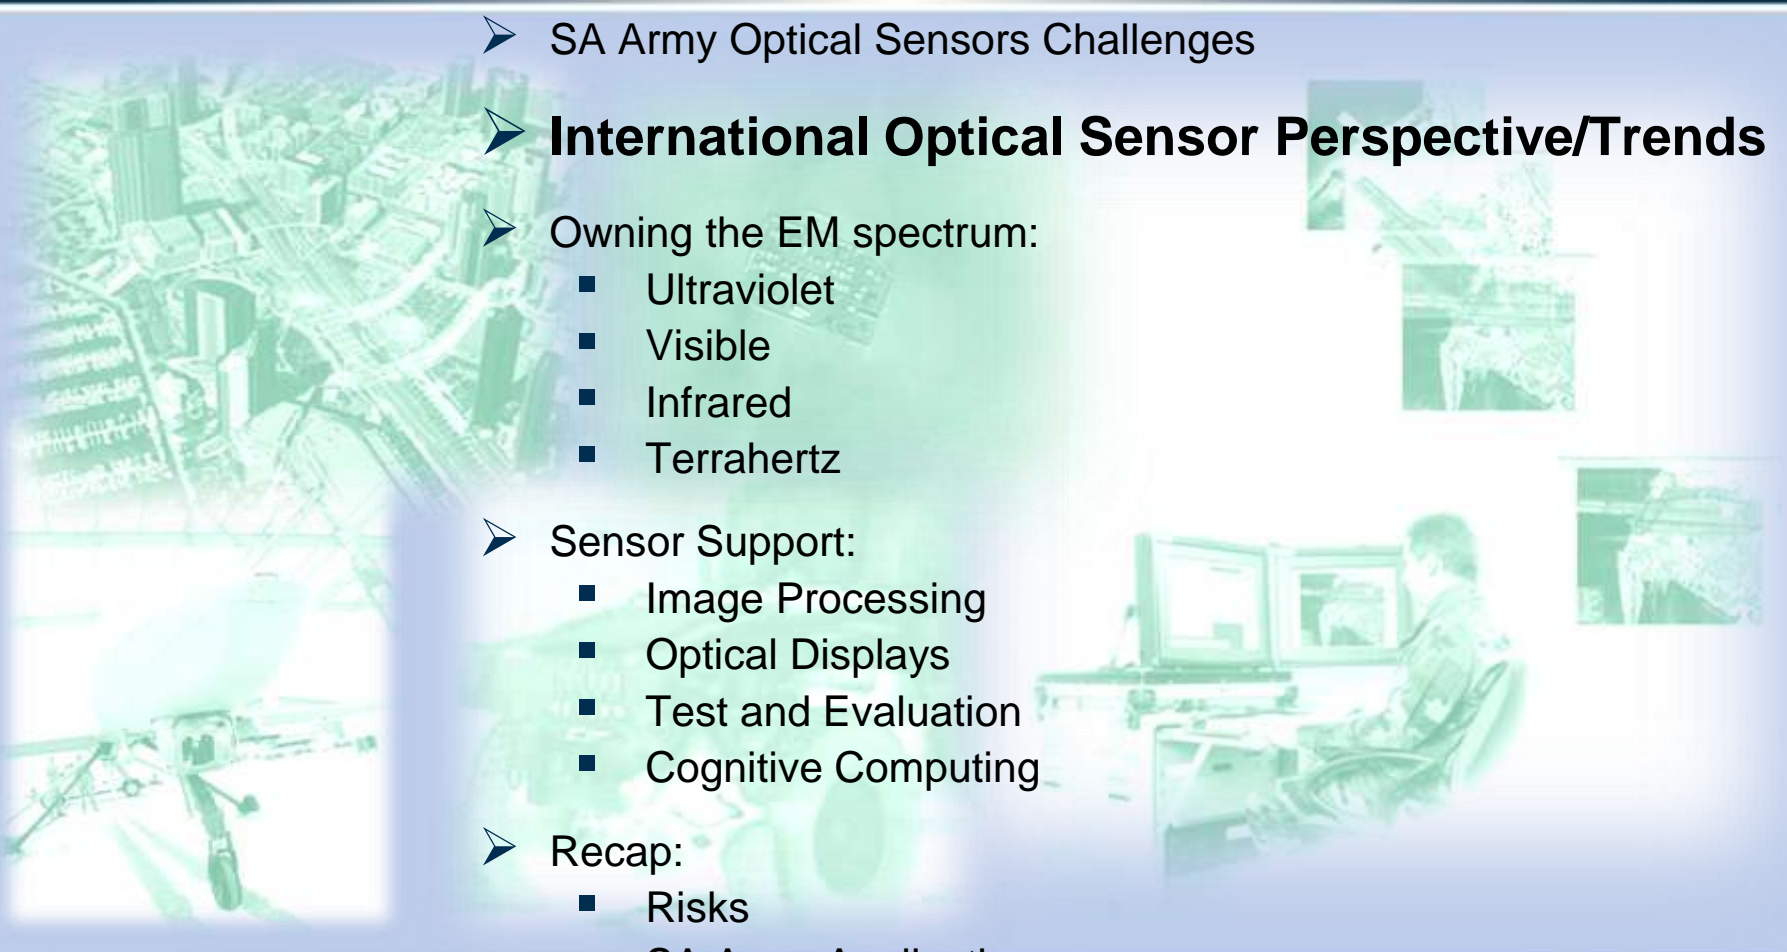 SA Army Optical Sensors Challenges
International Optical Sensor Perspective/Trends
Owning the EM spectrum:
Ultraviolet
Visible
Infrared
Terrahertz
Sensor Support:
Image Processing
Optical Displays
Test and Evaluation
Cognitive Computing
Recap:
Risks